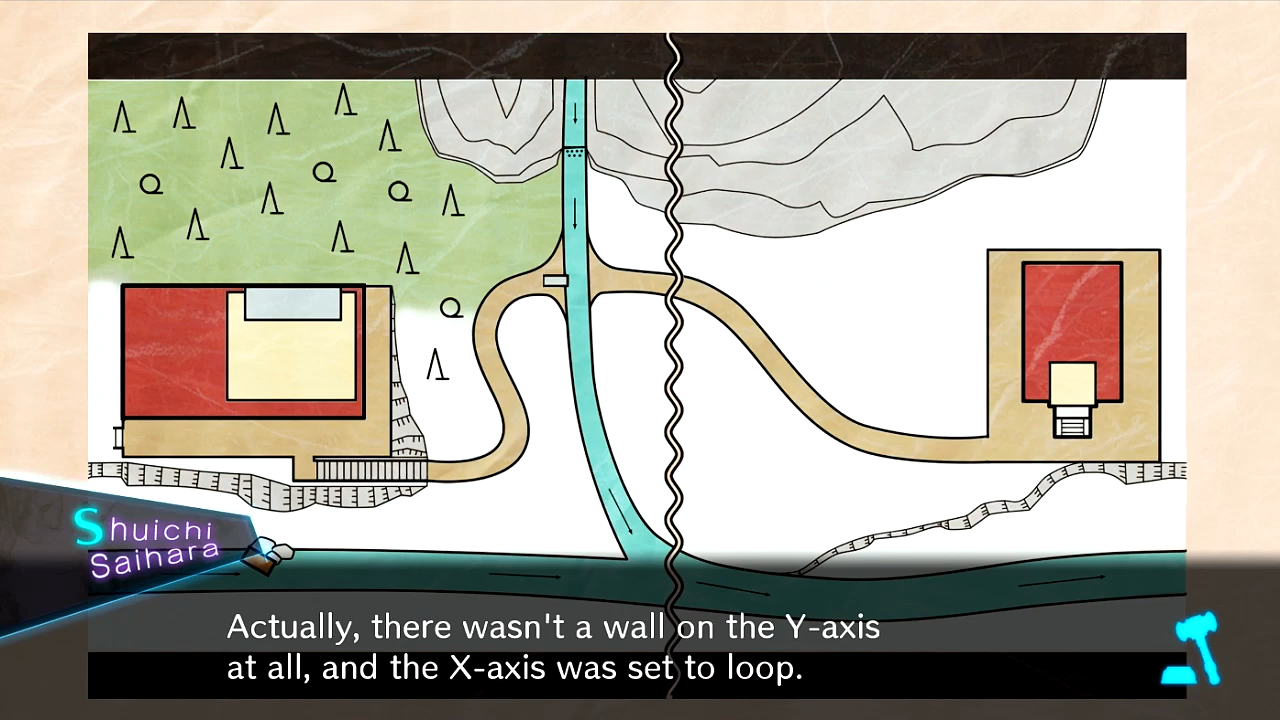 Shuichi
Saihara
Actually, there wasn't a wall on the Y-axis
at all, and the X-axis was set to loop.